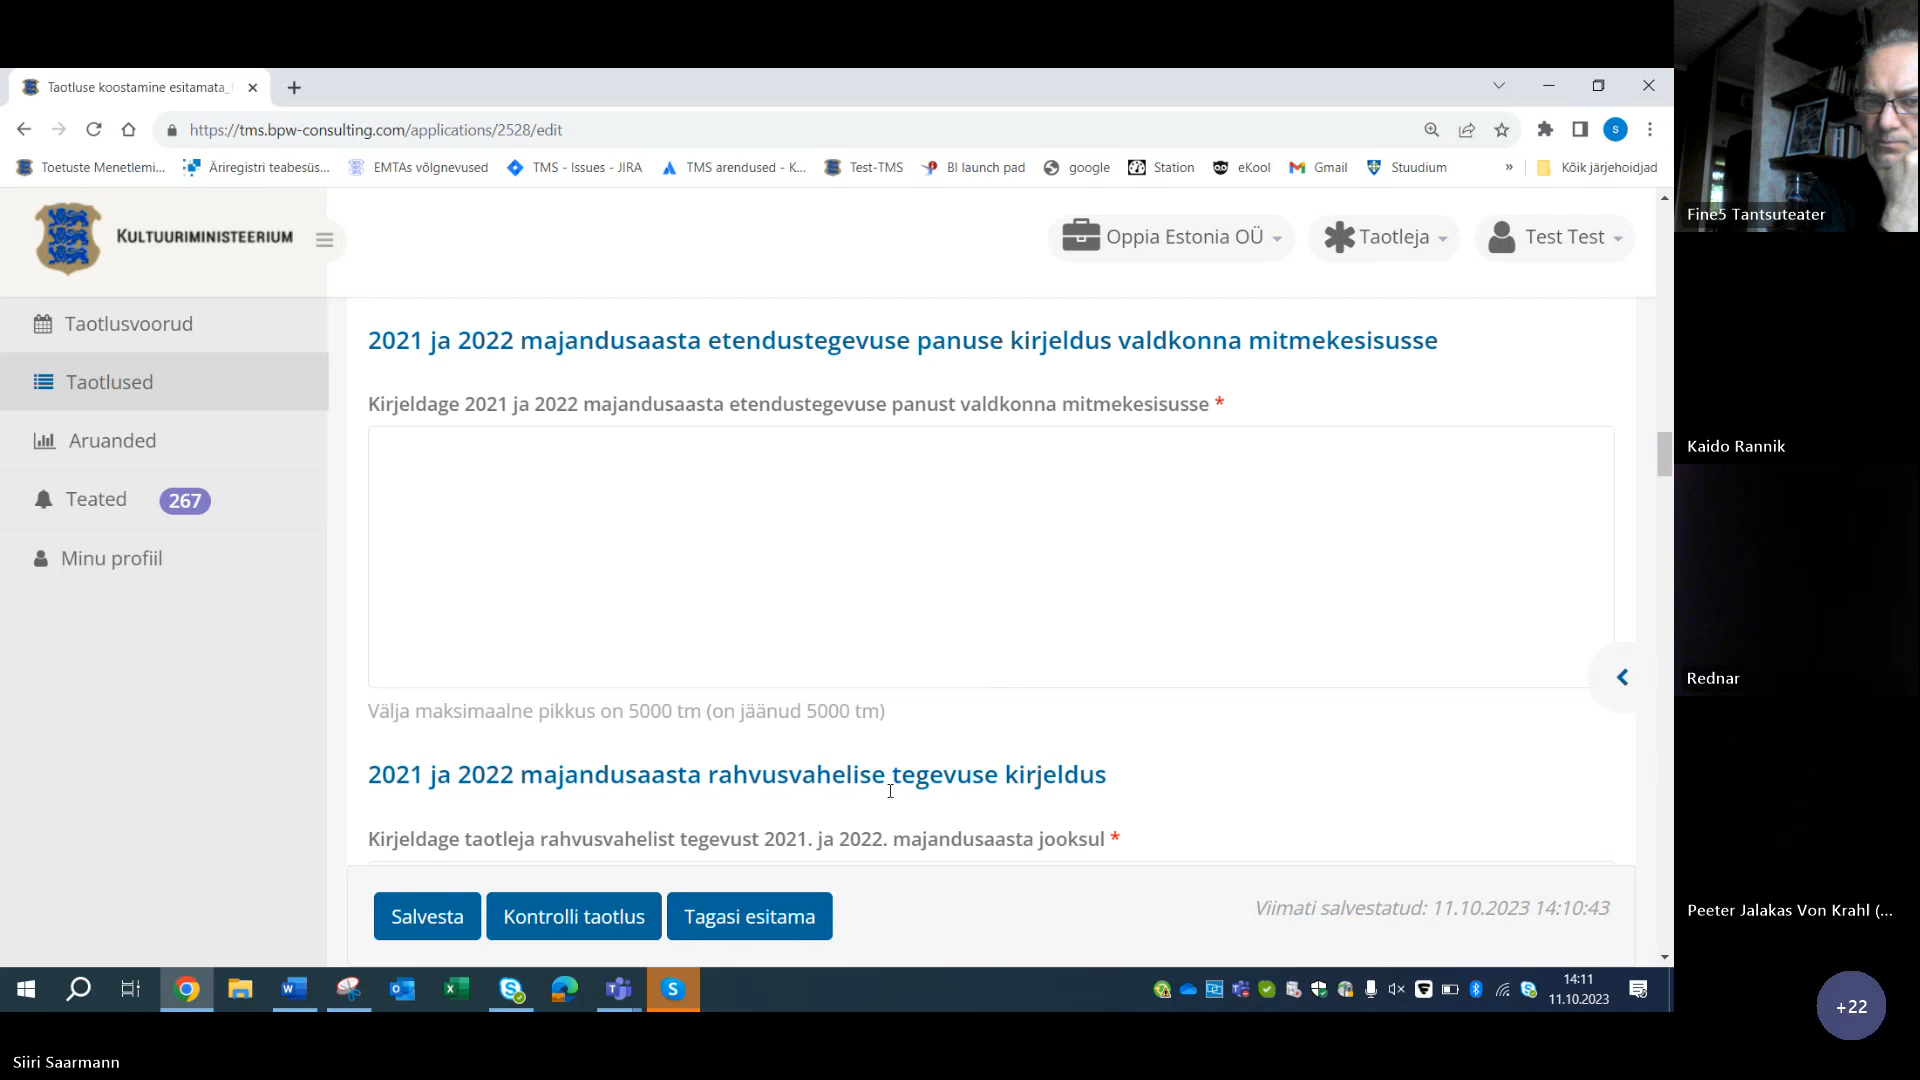 Taotluse koostamine esitamata_
https://tms.bpw-consulting.com/applications/2528/edit
S
Toetuste Menetlemi...
Äriregistri teabesüs...
EMTAs võlgnevused
TMS - Issues - JIRA
TMS arendused - K...
Test-TMS
BI launch pad
google
Station
eKool
Gmail
Stuudium
»
Kõik järjehoidjad
KULTUURIMINISTEERIUM
Oppia Estonia OÜ
Taotleja
Test Test
Taotlusvoorud
Taotlused
Aruanded
Teated 267
Minu profiil
2021 ja 2022 majandusaasta etendustegevuse panuse kirjeldus valdkonna mitmekesisusse
Kirjeldage 2021 ja 2022 majandusaasta etendustegevuse panust valdkonna mitmekesisusse *
Välja maksimaalne pikkus on 5000 tm (on jäänud 5000 tm)
2021 ja 2022 majandusaasta rahvusvahelise tegevuse kirjeldus
Kirjeldage taotleja rahvusvahelist tegevust 2021. ja 2022. majandusaasta jooksul *
Salvesta
Kontrolli taotlus
Tagasi esitama
Viimati salvestatud: 11.10.2023 14:10:43
14:11
11.10.2023
Fine5 Tantsuteater
Kaido Rannik
Rednar
Peeter Jalakas Von Krahl (...
+22
Siiri Saarmann